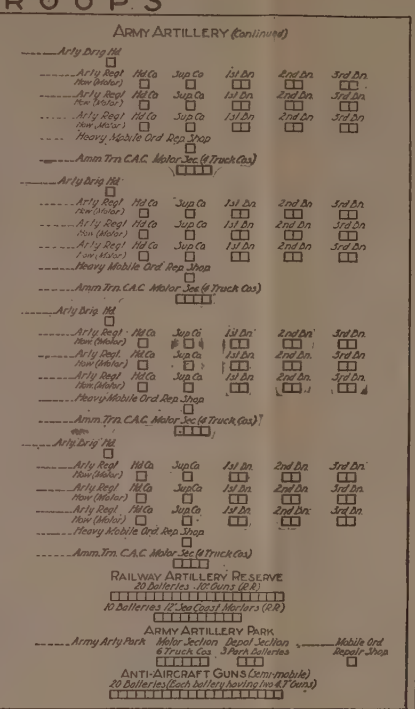 ROOPS
ARMY ARTILLERY (Continued)
Arty Brig Hd
Arty Regt Hd Co Sup Co 1st Bn 2nd Bn. 3rd Bn.
How (Motor)
Arty Regt Hd Co Sup Co 1st Bn 2nd Bn 3rd Bn
How (Motor)
Arty Regt Hd Co Sup Co 1st Bn 2nd Bn 3rd Bn
How (Motor)
Heavy Mobile Ord Rep Shop
Amm Trn. C.A.C. Motor Sec (4 Truck Cos)
Arty Brig Hd
Arty Regt Hd Co Sup Co 1st Bn 2nd Bn. 3rd Bn
How (Motor)
Arty Regt Hd Co Sup Co 1st Bn 2nd Bn 3rd Bn
How (Motor)
Arty Regt Hd Co Sup Co 1st Bn 2nd Bn 3rd Bn
How (Motor)
Heavy Mobile Ord Rep Shop
Amm Trn. C.A.C. Motor Sec (4 Truck Cos)
Arty Brig Hd
Arty Regt Hd Co Sup Co 1st Bn 2nd Bn 3rd Bn.
How (Motor)
Arty Regt. Hd Co Sup Co 1st Bn 2nd Bn. 3rd Bn.
How (Motor)
Arty Regt Hd Co Sup Co 1st Bn 2nd Bn. 3rd Bn.
How. (Motor)
Heavy Mobile Ord Rep Shop
Amm. Trn. C.A.C. Motor Sec (4 Truck Cos)
Arty Brig Hd
Arty Regt Hd Co Sup Co 1st Bn 2nd Bn 3rd Bn
How (Motor)
Arty Regt Hd Co Sup Co 1st Bn 2nd Bn 3rd Bn
How (Motor)
Arty Regt Hd Co Sup Co 1st Bn. 2nd Bn 3rd Bn.
How (Motor)
Heavy Mobile Ord Rep Shop
Amm. Trn. C.A.C. Motor Sec (4 Truck Cos)
RAILWAY ARTILLERY RESERVE
20 Batteries - 10" Guns (R.R.)
10 Batteries 12" Sea Coast Mortars (R.R.)
ARMY ARTILLERY PARK
Army Arty Park Motor Section Depot Section Mobile Ord
6 Truck Cos 3 Park Batteries Repair Shop
ANTI-AIRCRAFT GUNS (Semi-mobile)
20 Batteries (Each battery having two 4.7" Guns)